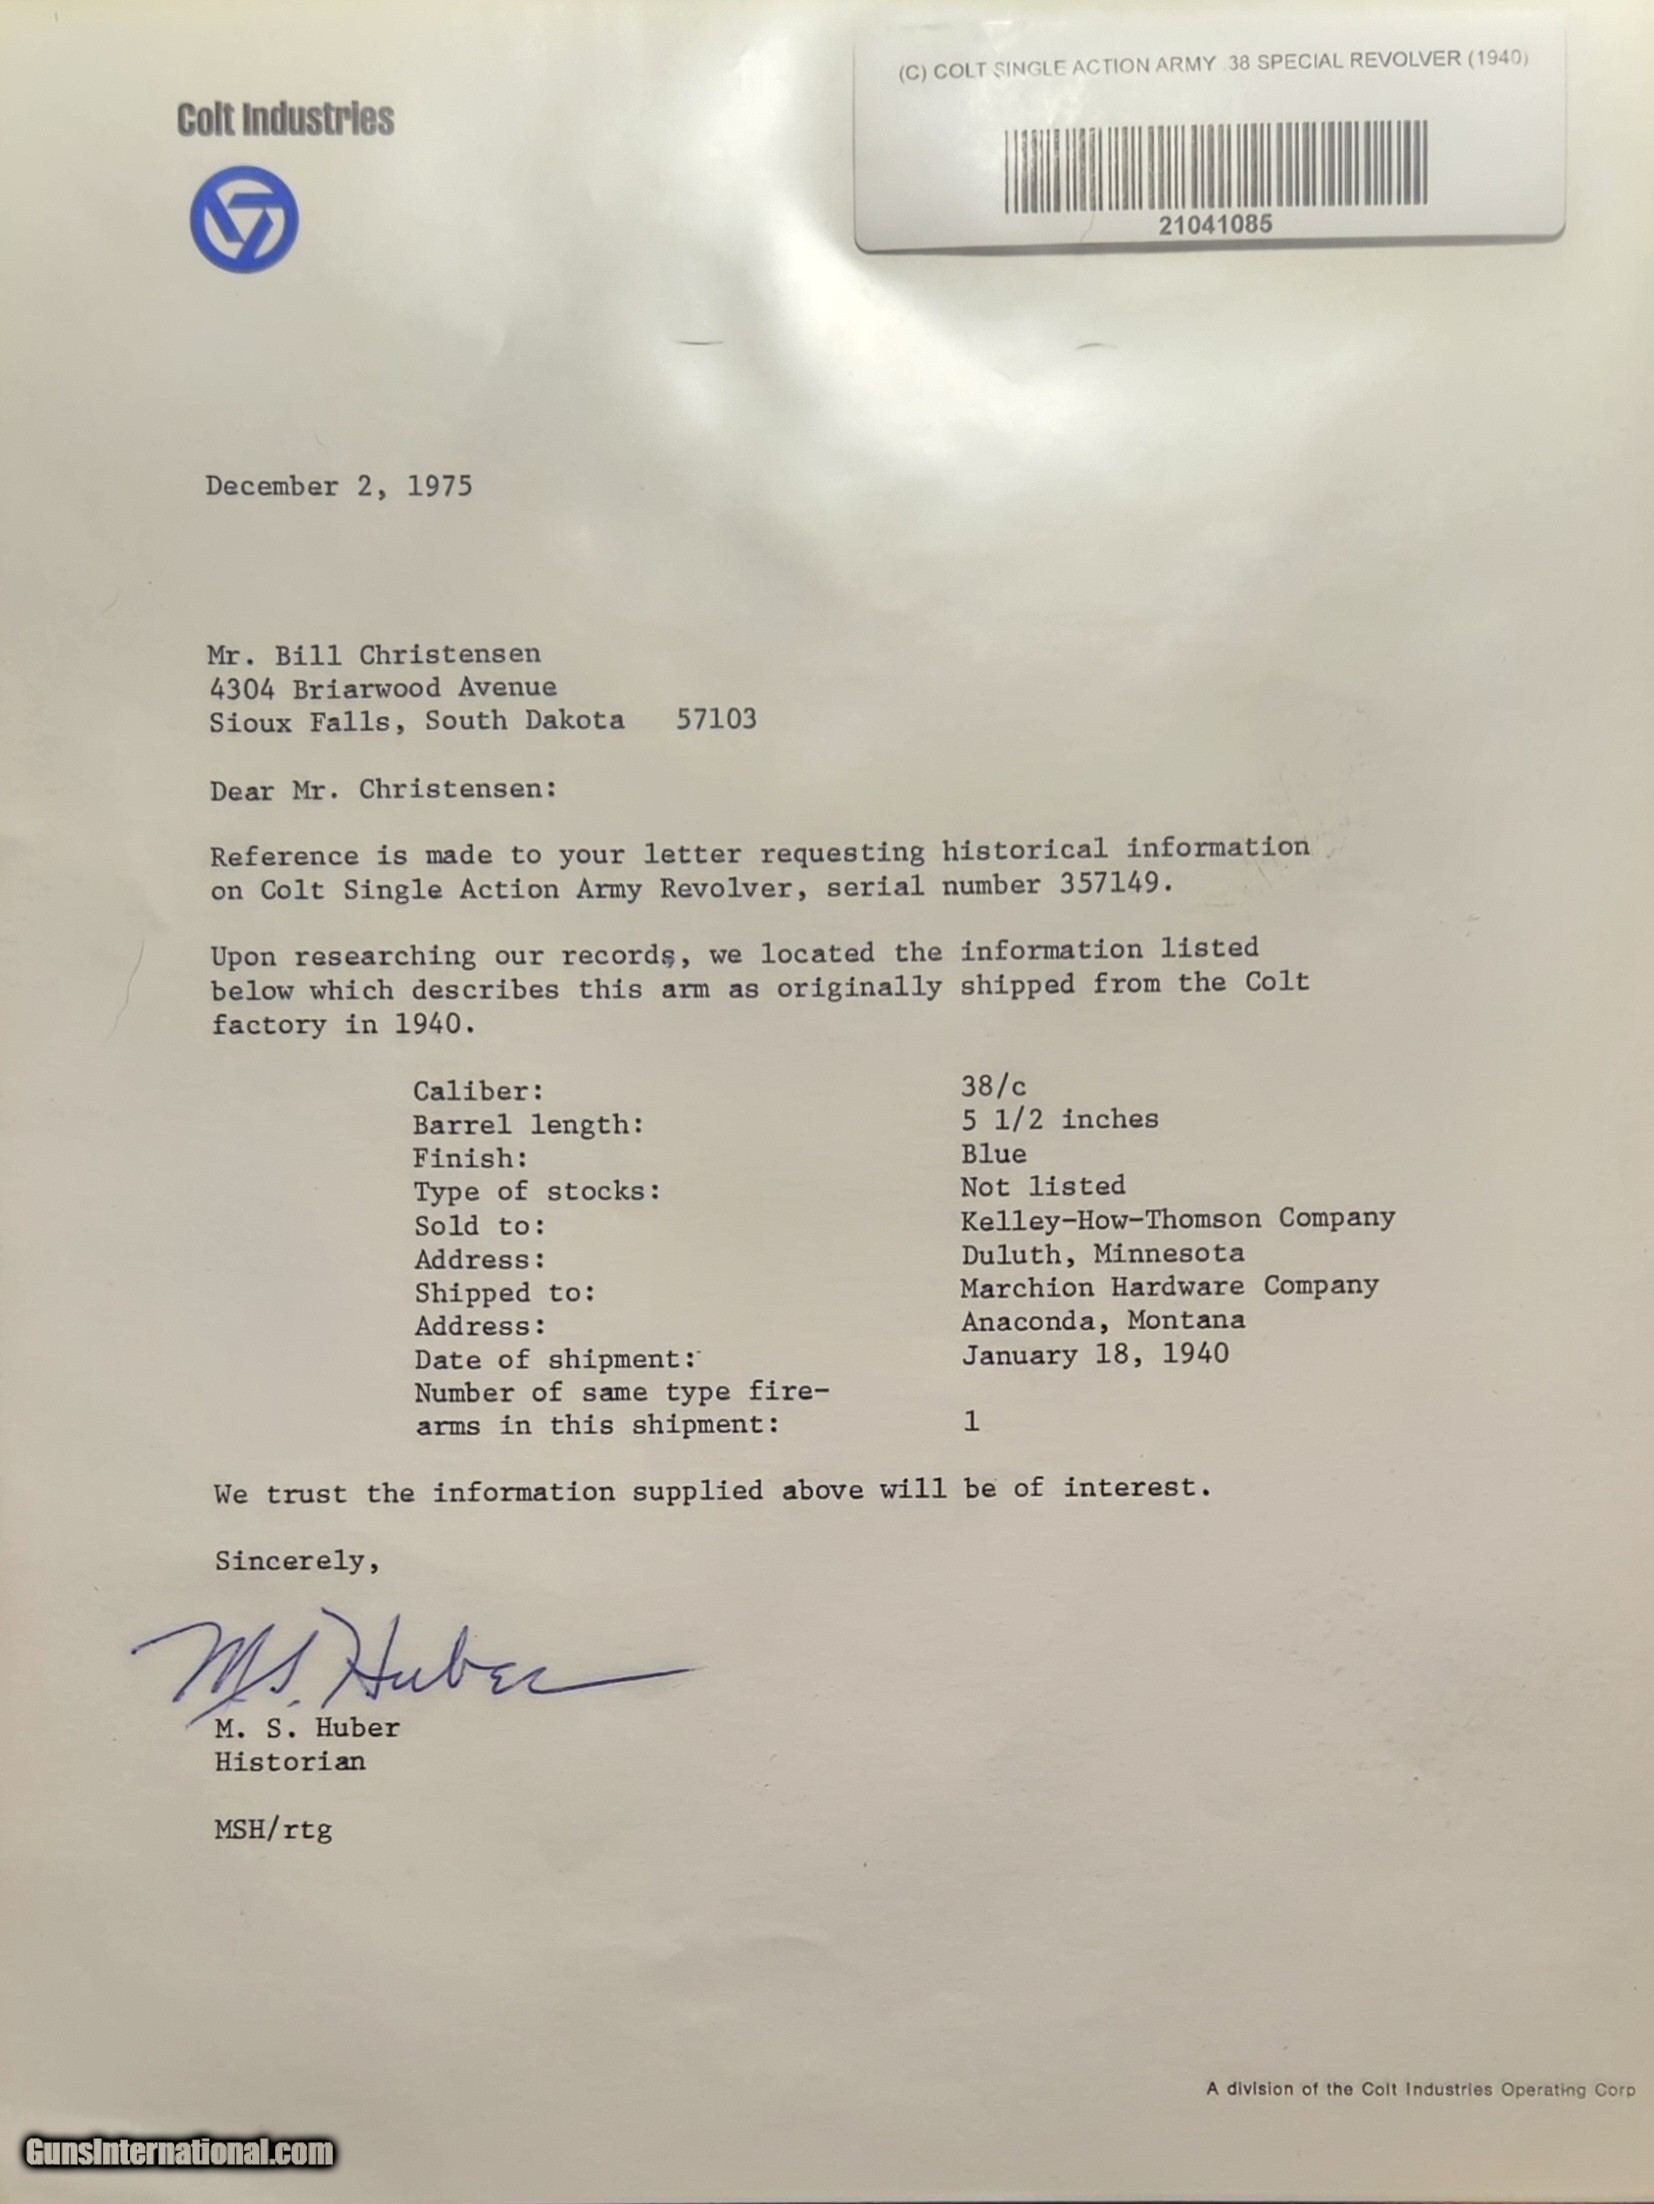 (C) COLT SINGLE ACTION ARMY .38 SPECIAL REVOLVER (1940)
21041085
Colt Industries
December 2, 1975
Mr. Bill Christensen
4304 Briarwood Avenue
Sioux Falls, South Dakota 57103
Dear Mr. Christensen:
Reference is made to your letter requesting historical information
on Colt Single Action Army Revolver, serial number 357149.
Upon researching our records, we located the information listed
below which describes this arm as originally shipped from the Colt
factory in 1940.
Caliber: 38/c
Barrel length: 5 1/2 inches
Finish: Blue
Type of stocks: Not listed
Sold to: Kelley-How-Thomson Company
Address: Duluth, Minnesota
Shipped to: Marchion Hardware Company
Address: Anaconda, Montana
Date of shipment: January 18, 1940
Number of same type fire-
arms in this shipment: 1
We trust the information supplied above will be of interest.
Sincerely,
M. S. Huber
M. S. Huber
Historian
MSH/rtg
A division of the Colt Industries Operating Corp
GunsInternational.com